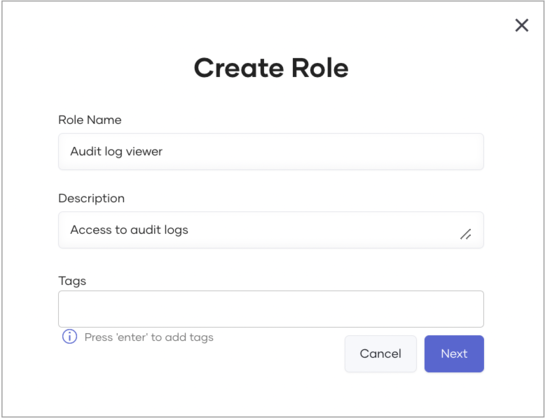 Create Role
Role Name
Audit log viewer
Description
Access to audit logs
Tags
Press 'enter' to add tags
Cancel
Next